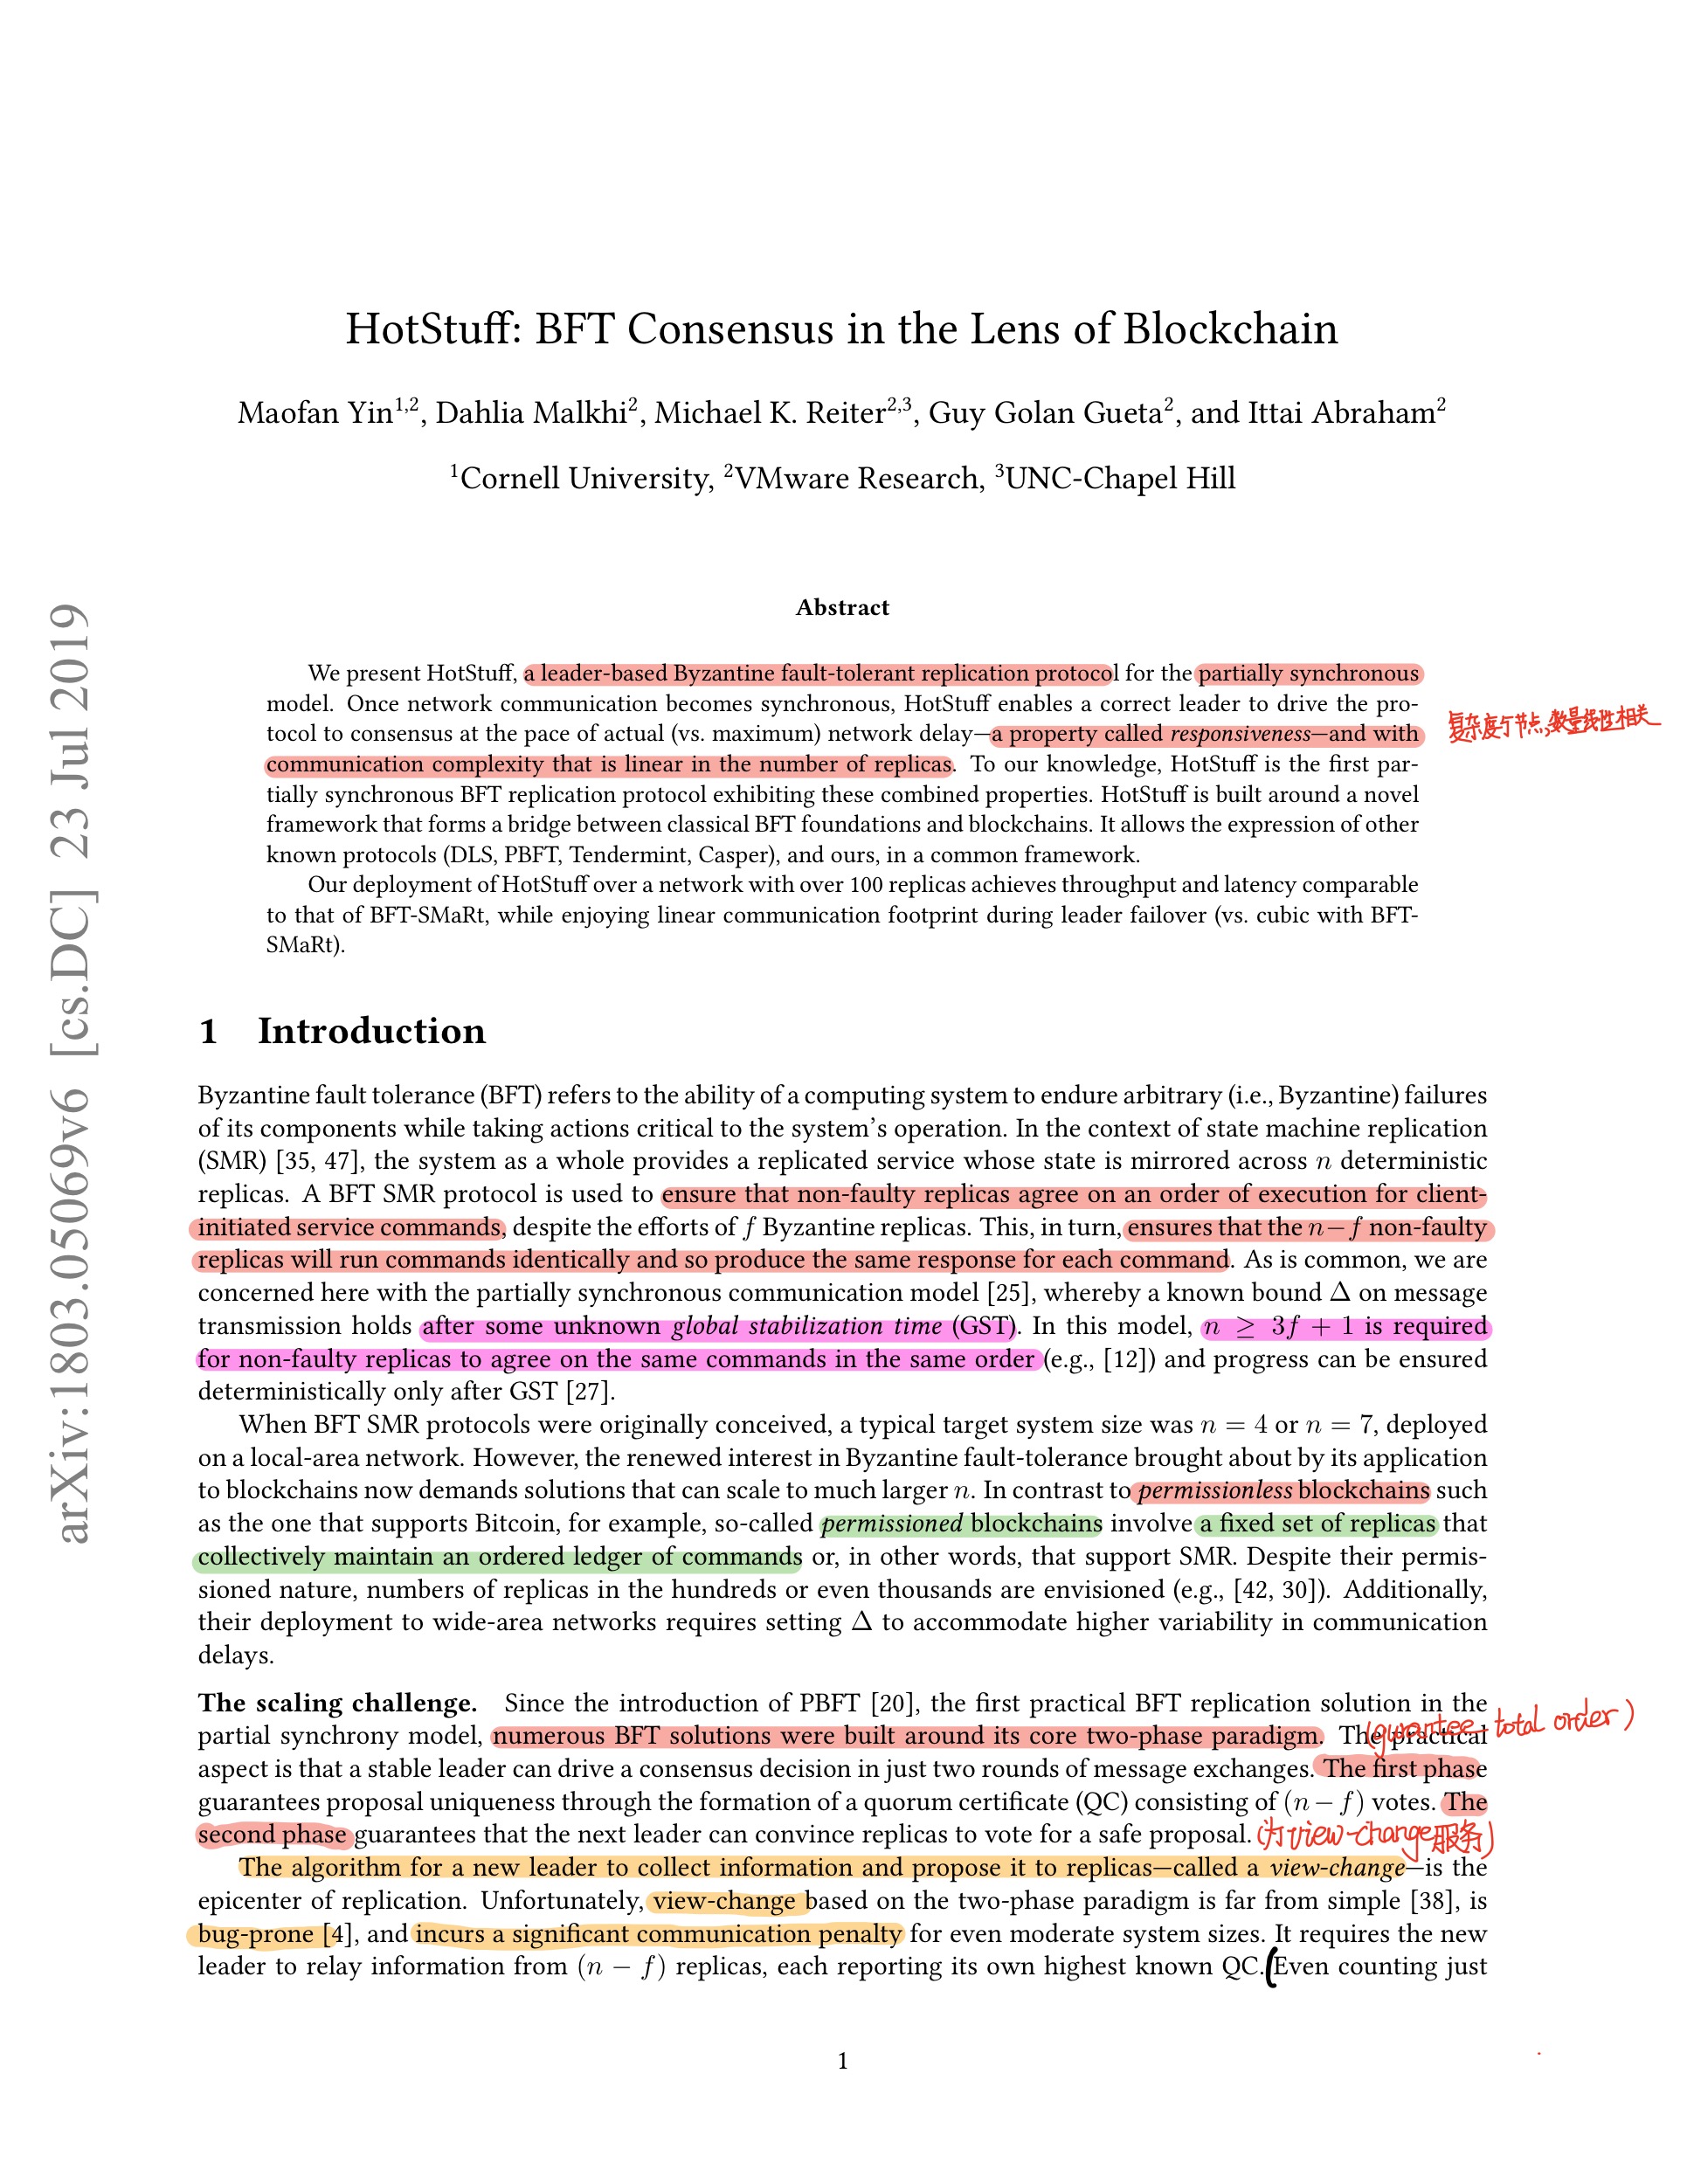 HotStuff: BFT Consensus in the Lens of Blockchain
Maofan Yin1,2, Dahlia Malkhi2, Michael K. Reiter2,3, Guy Golan Gueta2, and Ittai Abraham2
1Cornell University, 2VMware Research, 3UNC-Chapel Hill
arXiv:1803.05069v6 [cs.DC] 23 Jul 2019
Abstract
We present HotStuff, a leader-based Byzantine fault-tolerant replication protocol for the partially synchronous
model. Once network communication becomes synchronous, HotStuff enables a correct leader to drive the pro-
tocol to consensus at the pace of actual (vs. maximum) network delay—a property called responsiveness—and with
复杂度与节点数量线性相关
communication complexity that is linear in the number of replicas. To our knowledge, HotStuff is the first par-
tially synchronous BFT replication protocol exhibiting these combined properties. HotStuff is built around a novel
framework that forms a bridge between classical BFT foundations and blockchains. It allows the expression of other
known protocols (DLS, PBFT, Tendermint, Casper), and ours, in a common framework.
Our deployment of HotStuff over a network with over 100 replicas achieves throughput and latency comparable
to that of BFT-SMaRt, while enjoying linear communication footprint during leader failover (vs. cubic with BFT-
SMaRt).
1 Introduction
Byzantine fault tolerance (BFT) refers to the ability of a computing system to endure arbitrary (i.e., Byzantine) failures
of its components while taking actions critical to the system's operation. In the context of state machine replication
(SMR) [35, 47], the system as a whole provides a replicated service whose state is mirrored across n deterministic
replicas. A BFT SMR protocol is used to ensure that non-faulty replicas agree on an order of execution for client-
initiated service commands, despite the efforts of f Byzantine replicas. This, in turn, ensures that the n−f non-faulty
replicas will run commands identically and so produce the same response for each command. As is common, we are
concerned here with the partially synchronous communication model [25], whereby a known bound Δ on message
transmission holds after some unknown global stabilization time (GST). In this model, n ≥ 3f + 1 is required
for non-faulty replicas to agree on the same commands in the same order (e.g., [12]) and progress can be ensured
deterministically only after GST [27].
When BFT SMR protocols were originally conceived, a typical target system size was n = 4 or n = 7, deployed
on a local-area network. However, the renewed interest in Byzantine fault-tolerance brought about by its application
to blockchains now demands solutions that can scale to much larger n. In contrast to permissionless blockchains such
as the one that supports Bitcoin, for example, so-called permissioned blockchains involve a fixed set of replicas that
collectively maintain an ordered ledger of commands or, in other words, that support SMR. Despite their permis-
sioned nature, numbers of replicas in the hundreds or even thousands are envisioned (e.g., [42, 30]). Additionally,
their deployment to wide-area networks requires setting Δ to accommodate higher variability in communication
delays.
The scaling challenge. Since the introduction of PBFT [20], the first practical BFT replication solution in the
partial synchrony model, numerous BFT solutions were built around its core two-phase paradigm. The practical
(guarantee total order)
aspect is that a stable leader can drive a consensus decision in just two rounds of message exchanges. The first phase
guarantees proposal uniqueness through the formation of a quorum certificate (QC) consisting of (n − f) votes. The
second phase guarantees that the next leader can convince replicas to vote for a safe proposal. (为view-change服务)
The algorithm for a new leader to collect information and propose it to replicas—called a view-change—is the
epicenter of replication. Unfortunately, view-change based on the two-phase paradigm is far from simple [38], is
bug-prone [4], and incurs a significant communication penalty for even moderate system sizes. It requires the new
leader to relay information from (n − f) replicas, each reporting its own highest known QC. (Even counting just
1